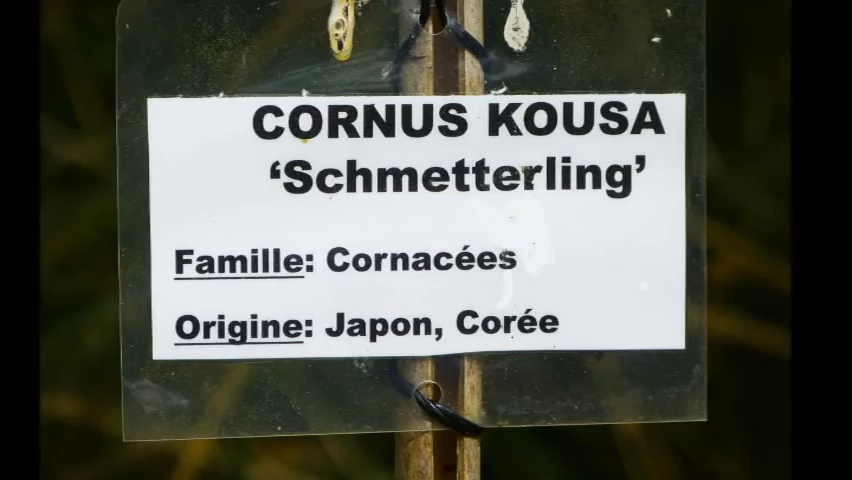 CORNUS KOUSA
‘Schmetterling’
Famille: Cornacées
Origine: Japon, Corée